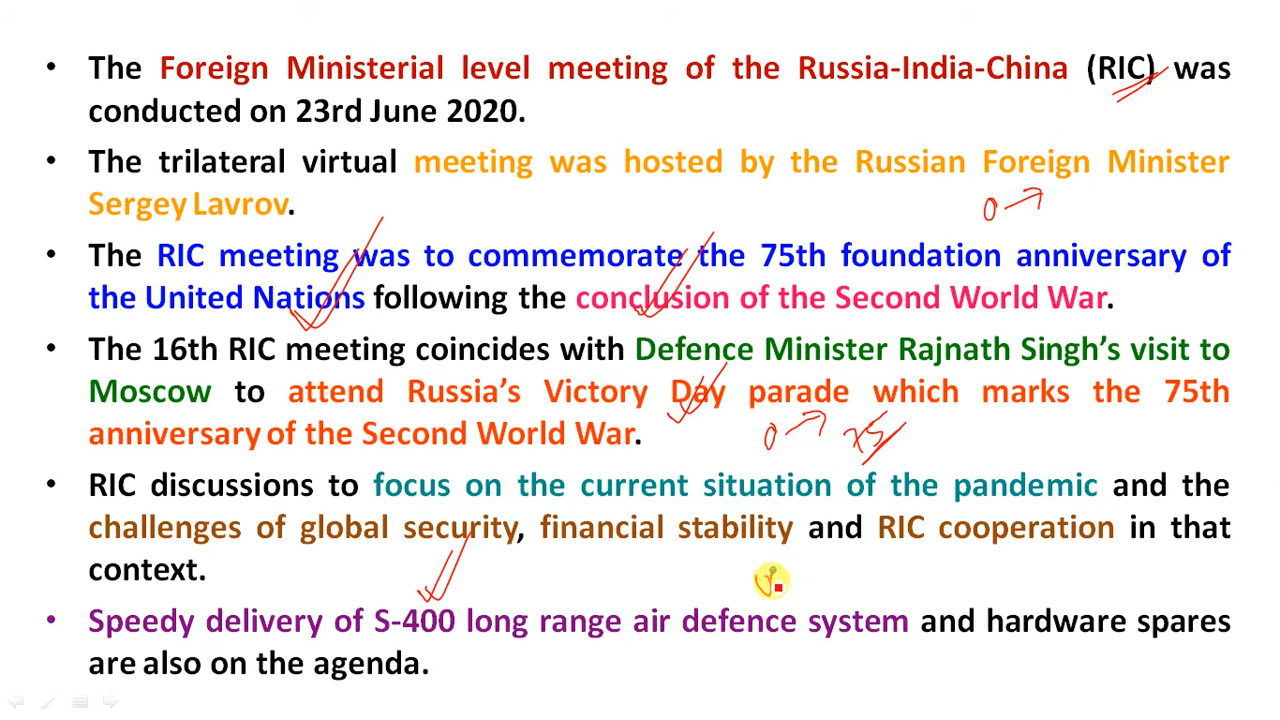 • The Foreign Ministerial level meeting of the Russia-India-China (RIC) was
conducted on 23rd June 2020.
• The trilateral virtual meeting was hosted by the Russian Foreign Minister
Sergey Lavrov.
• The RIC meeting was to commemorate the 75th foundation anniversary of
the United Nations following the conclusion of the Second World War.
• The 16th RIC meeting coincides with Defence Minister Rajnath Singh's visit to
Moscow to attend Russia's Victory Day parade which marks the 75th
anniversary of the Second World War.
75
• RIC discussions to focus on the current situation of the pandemic and the
challenges of global security, financial stability and RIC cooperation in that
context.
• Speedy delivery of S-400 long range air defence system and hardware spares
are also on the agenda.